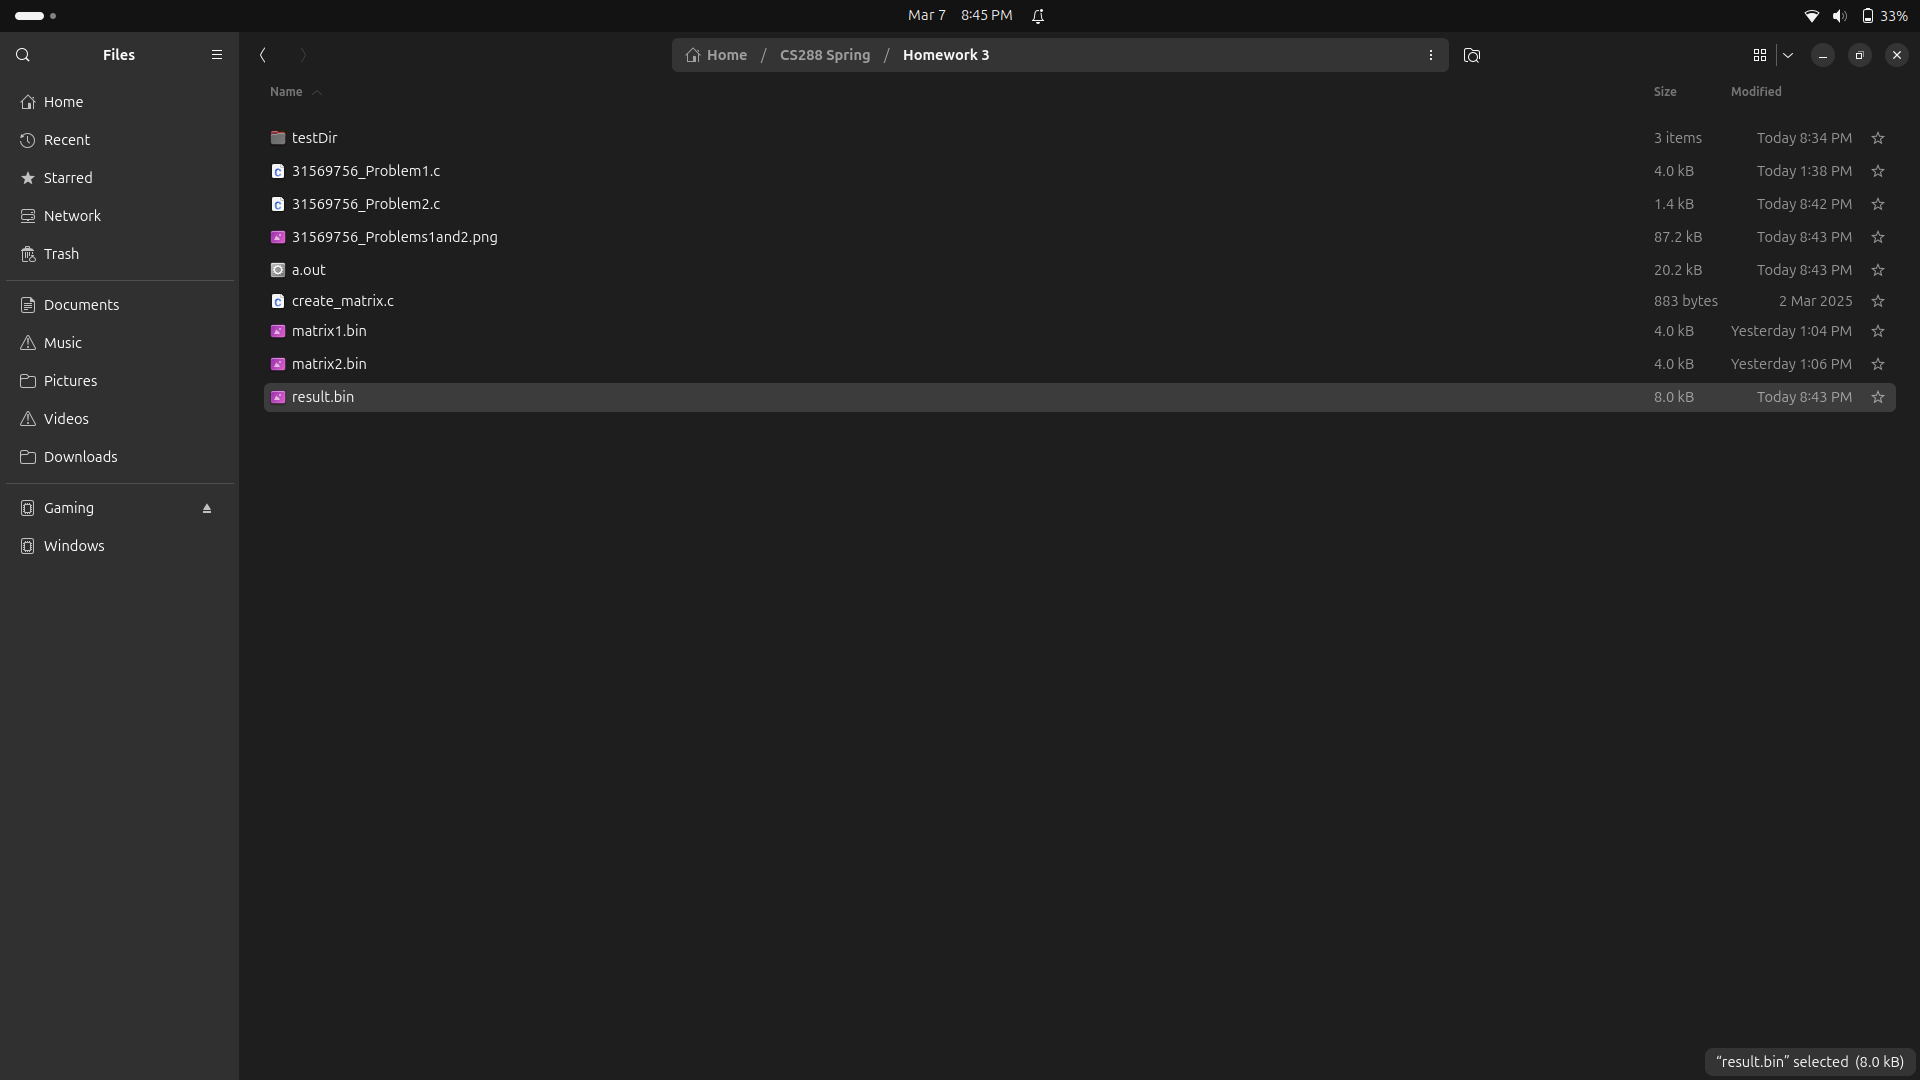 Mar 7 8:45 PM 33%
Files Home / CS288 Spring / Homework 3
Name Size Modified
Home
Recent
Starred
Network
Trash
Documents
Music
Pictures
Videos
Downloads
Gaming
Windows
testDir 3 items Today 8:34 PM
31569756_Problem1.c 4.0 kB Today 1:38 PM
31569756_Problem2.c 1.4 kB Today 8:42 PM
31569756_Problems1and2.png 87.2 kB Today 8:43 PM
a.out 20.2 kB Today 8:43 PM
create_matrix.c 883 bytes 2 Mar 2025
matrix1.bin 4.0 kB Yesterday 1:04 PM
matrix2.bin 4.0 kB Yesterday 1:06 PM
result.bin 8.0 kB Today 8:43 PM
“result.bin” selected (8.0 kB)